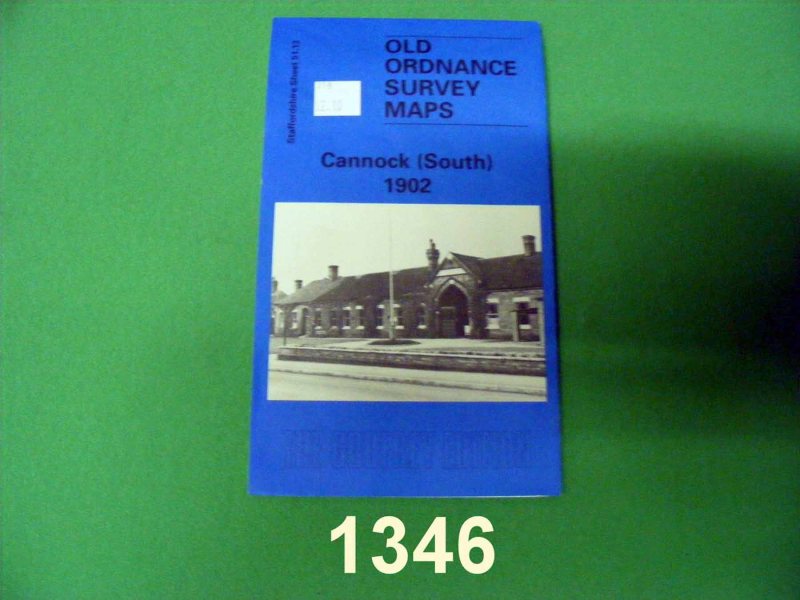 Staffordshire Sheet 51.13
OLD
ORDNANCE
SURVEY
MAPS
Cannock (South)
1902
THE GODFREY EDITION
1346